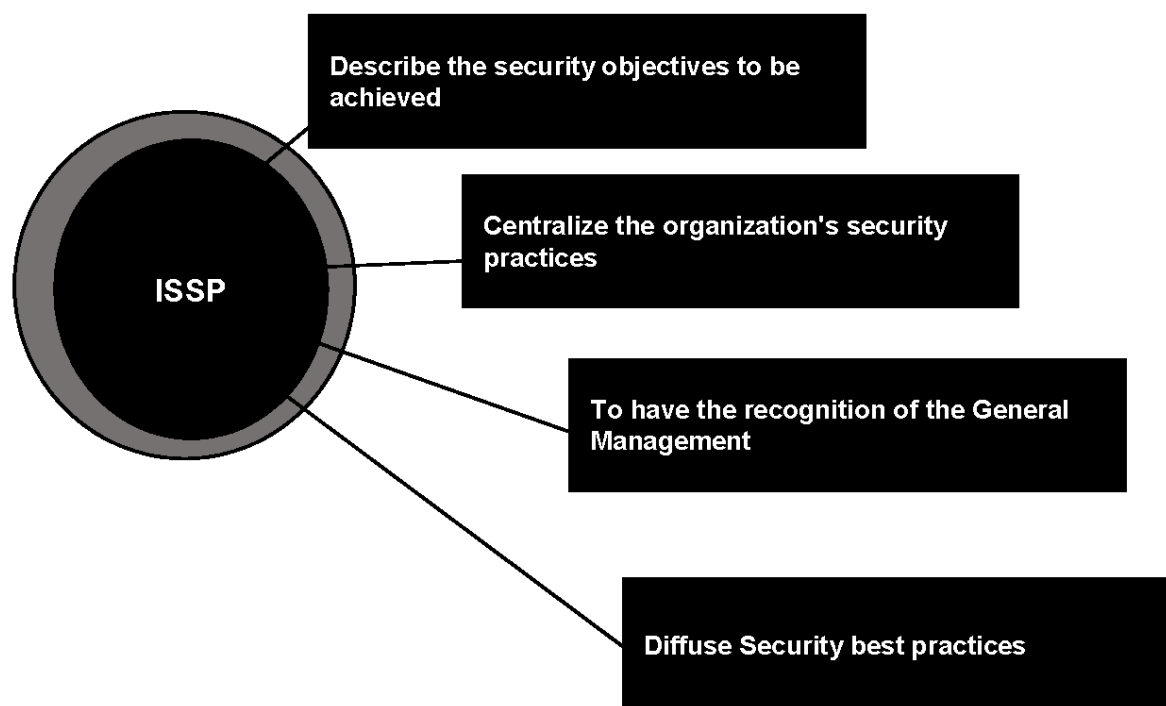 Describe the security objectives to be
achieved
Centralize the organization's security
practices
ISSP
To have the recognition of the General
Management
Diffuse Security best practices